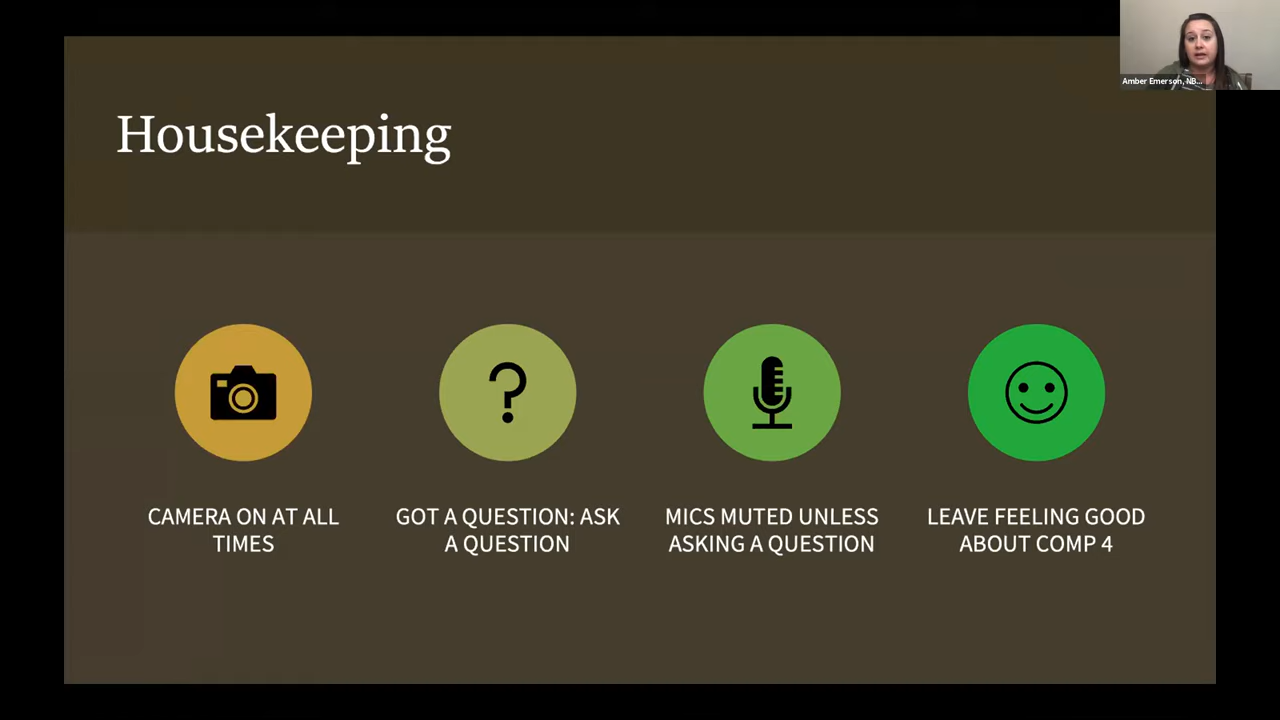 Amber Emerson, NB...
Housekeeping
CAMERA ON AT ALL
TIMES
GOT A QUESTION: ASK
A QUESTION
MICS MUTED UNLESS
ASKING A QUESTION
LEAVE FEELING GOOD
ABOUT COMP 4